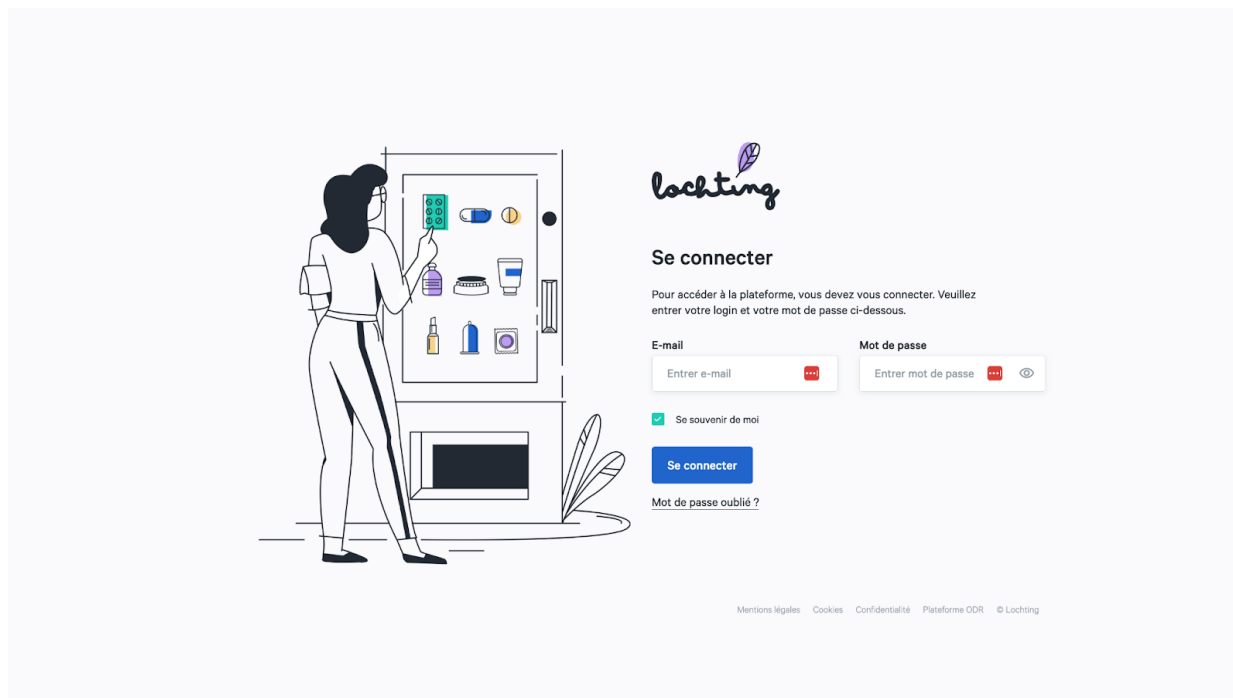 lochting
Se connecter
Pour accéder à la plateforme, vous devez vous connecter. Veuillez
entrer votre login et votre mot de passe ci-dessous.
E-mail
Mot de passe
Entrer e-mail
Entrer mot de passe
Se souvenir de moi
Se connecter
Mot de passe oublié ?
Mentions légales Cookies Confidentialité Plateforme ODR © Lochting